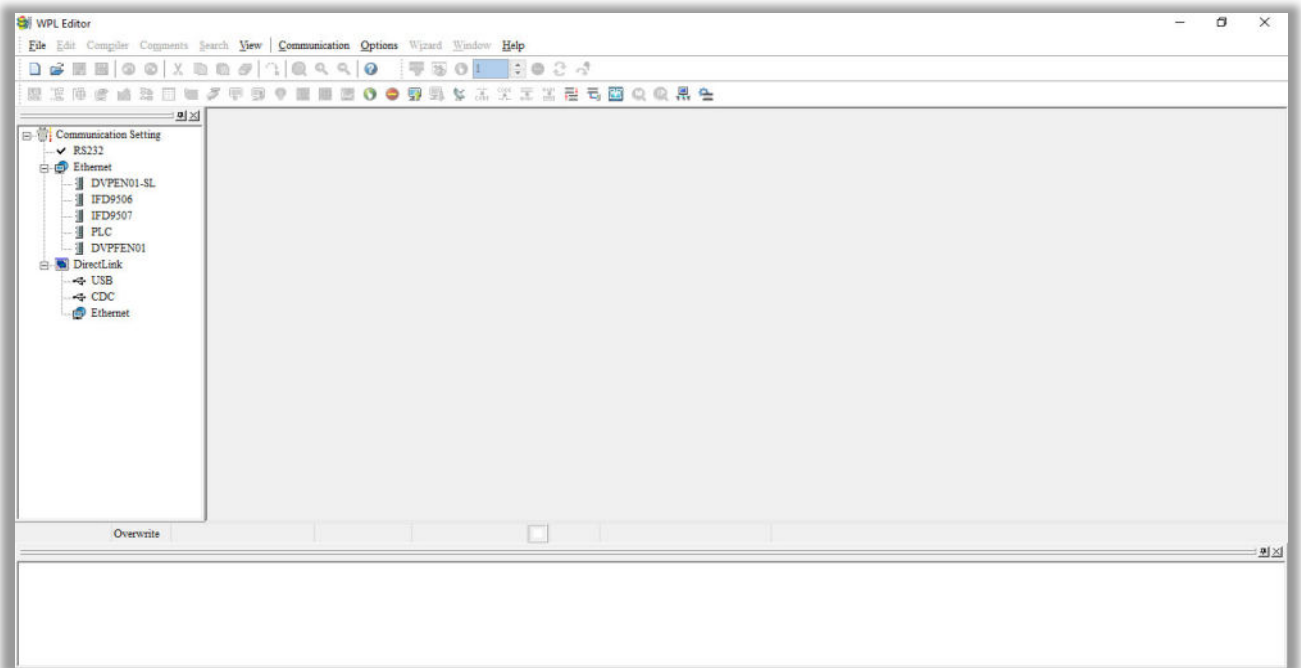 WPL Editor
File Edit Compiler Comments Search View Communication Options Wizard Window Help
1
Communication Setting
RS232
Ethernet
DVPEN01-SL
IFD9506
IFD9507
PLC
DVPFEN01
DirectLink
USB
CDC
Ethernet
Overwrite